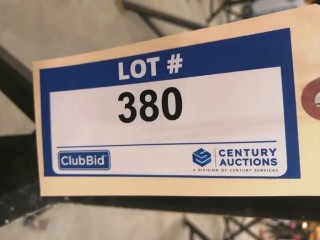 LOT #
380
ClubBid
CENTURY
AUCTIONS
A DIVISION OF CENTURY SERVICES